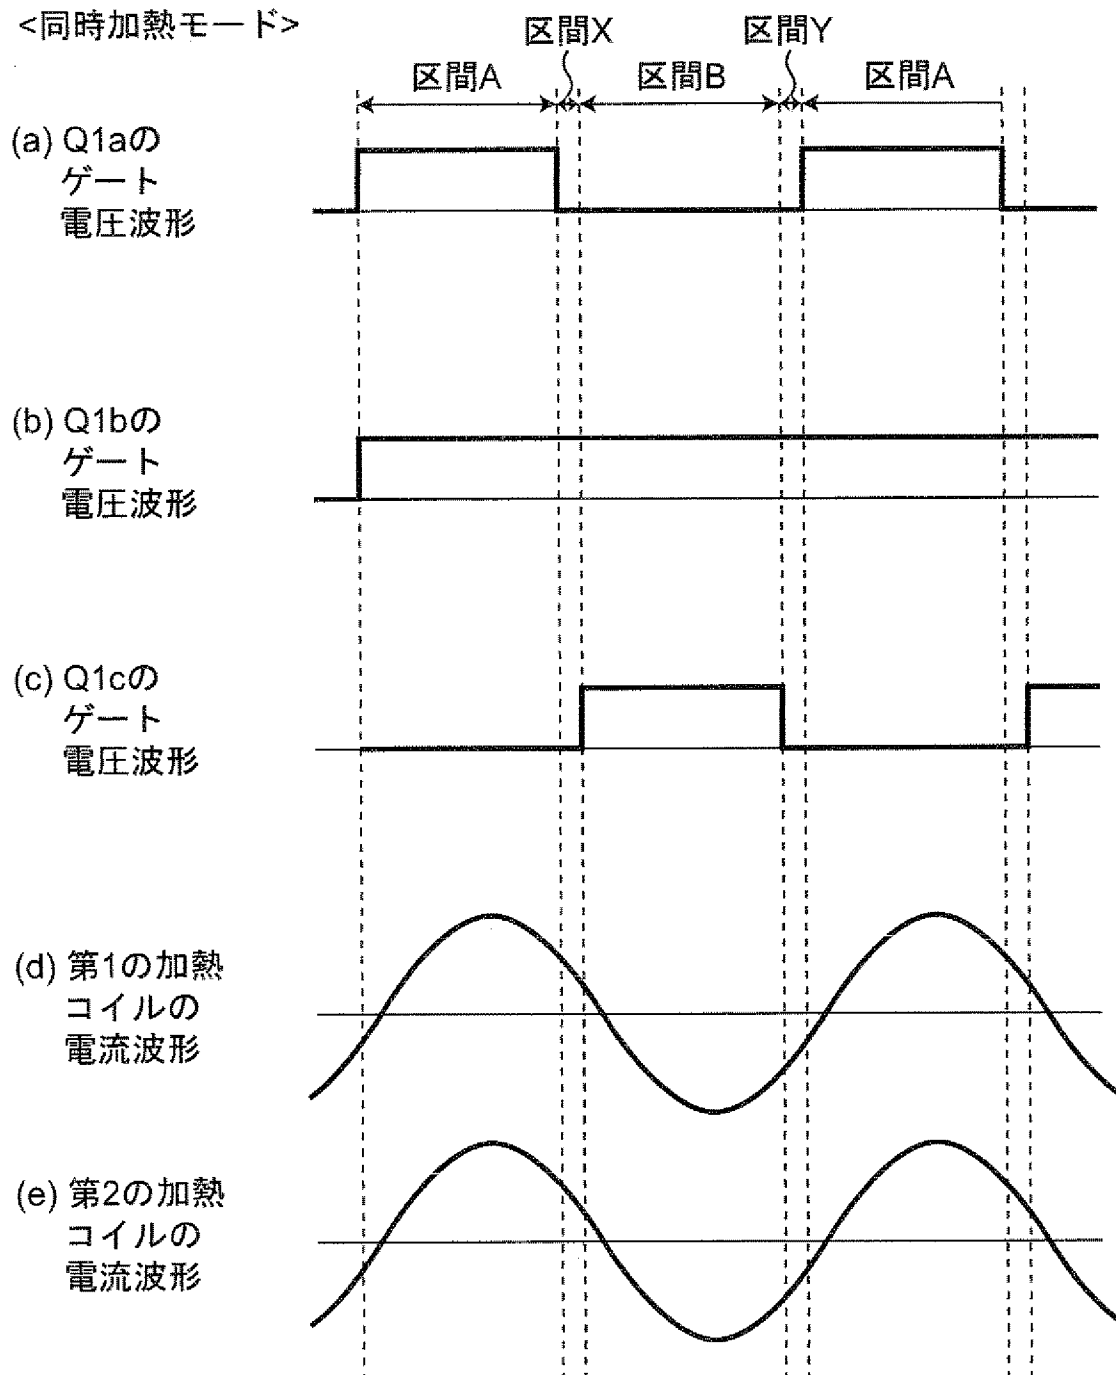 <同時加熱モード>
区間X
区間Y
区間A
区間B
区間A
(a) Q1aの
ゲート
電圧波形
(b) Q1bの
ゲート
電圧波形
(c) Q1cの
ゲート
電圧波形
(d) 第1の加熱
コイルの
電流波形
(e) 第2の加熱
コイルの
電流波形